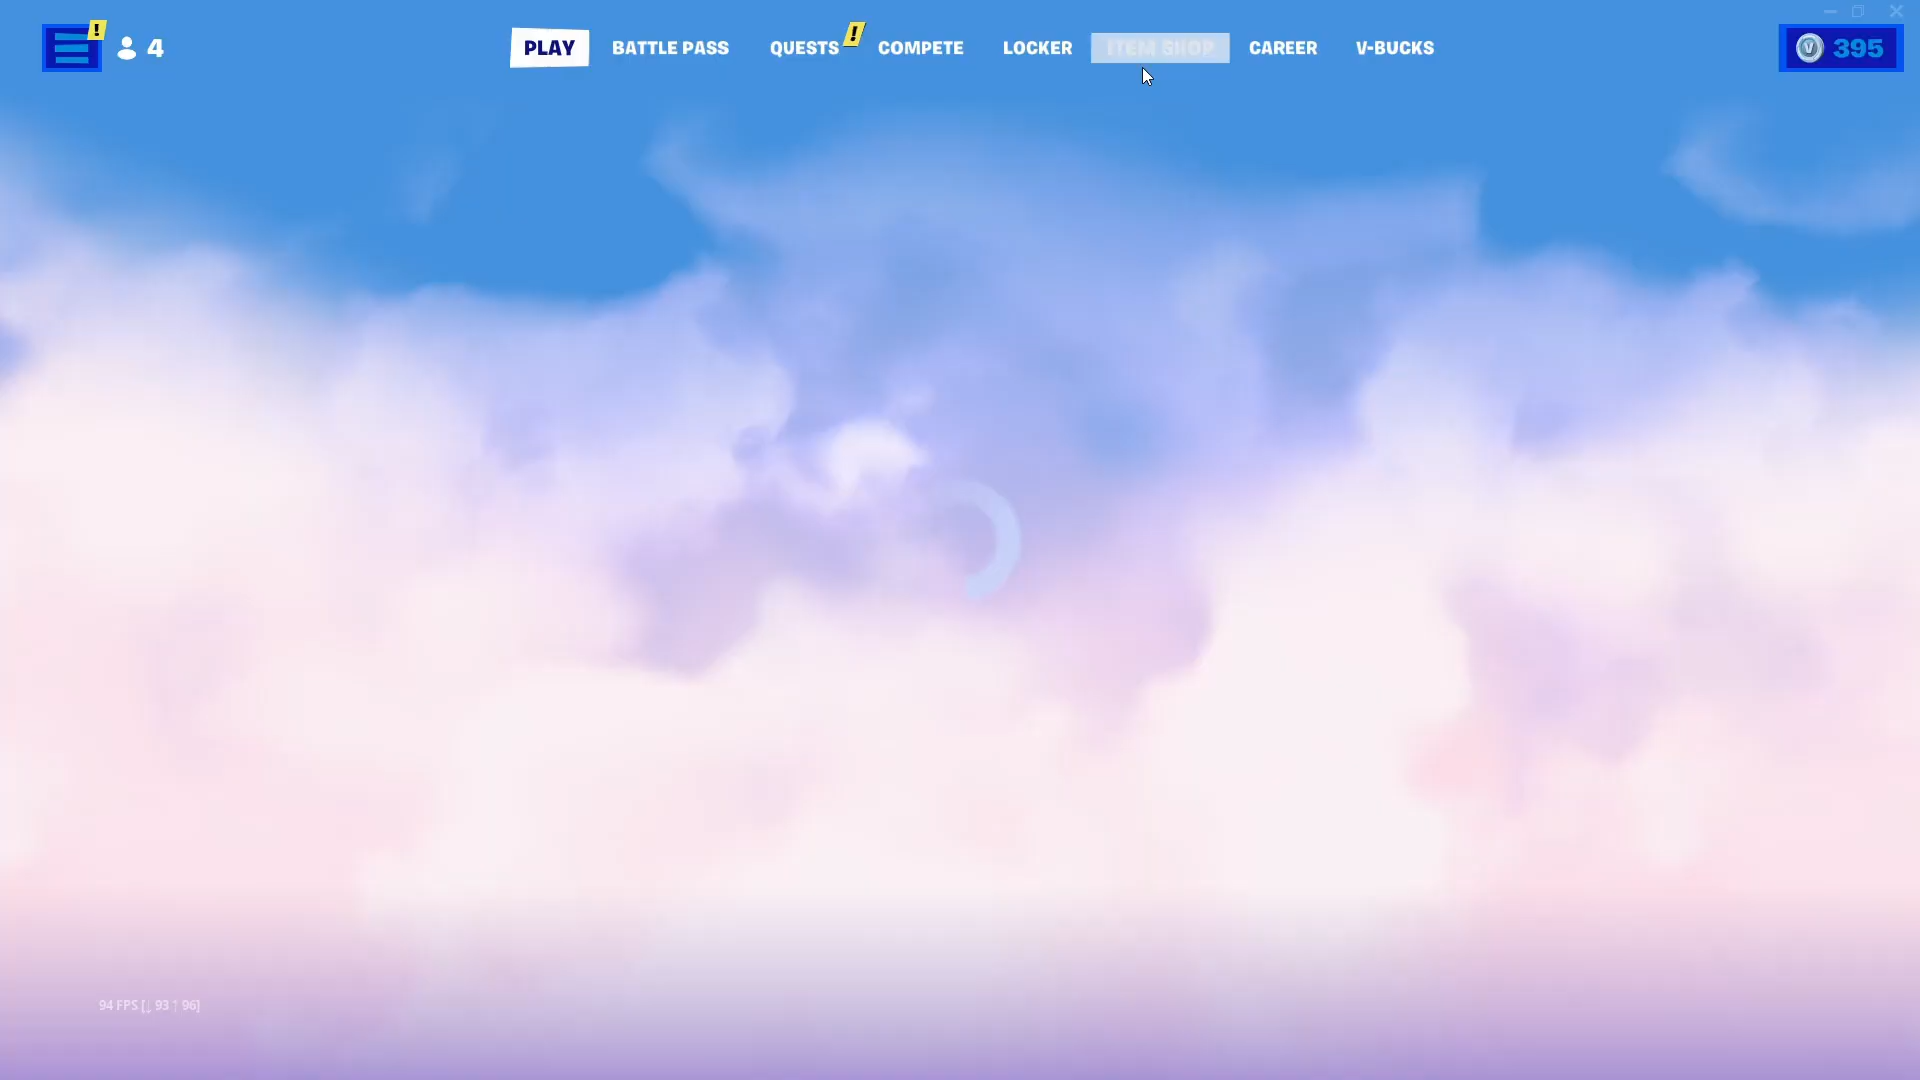 !
4
PLAY
BATTLE PASS
QUESTS
!
COMPETE
LOCKER
ITEM SHOP
CAREER
V-BUCKS
V
395
94 FPS [↓ 93 ↑ 96]